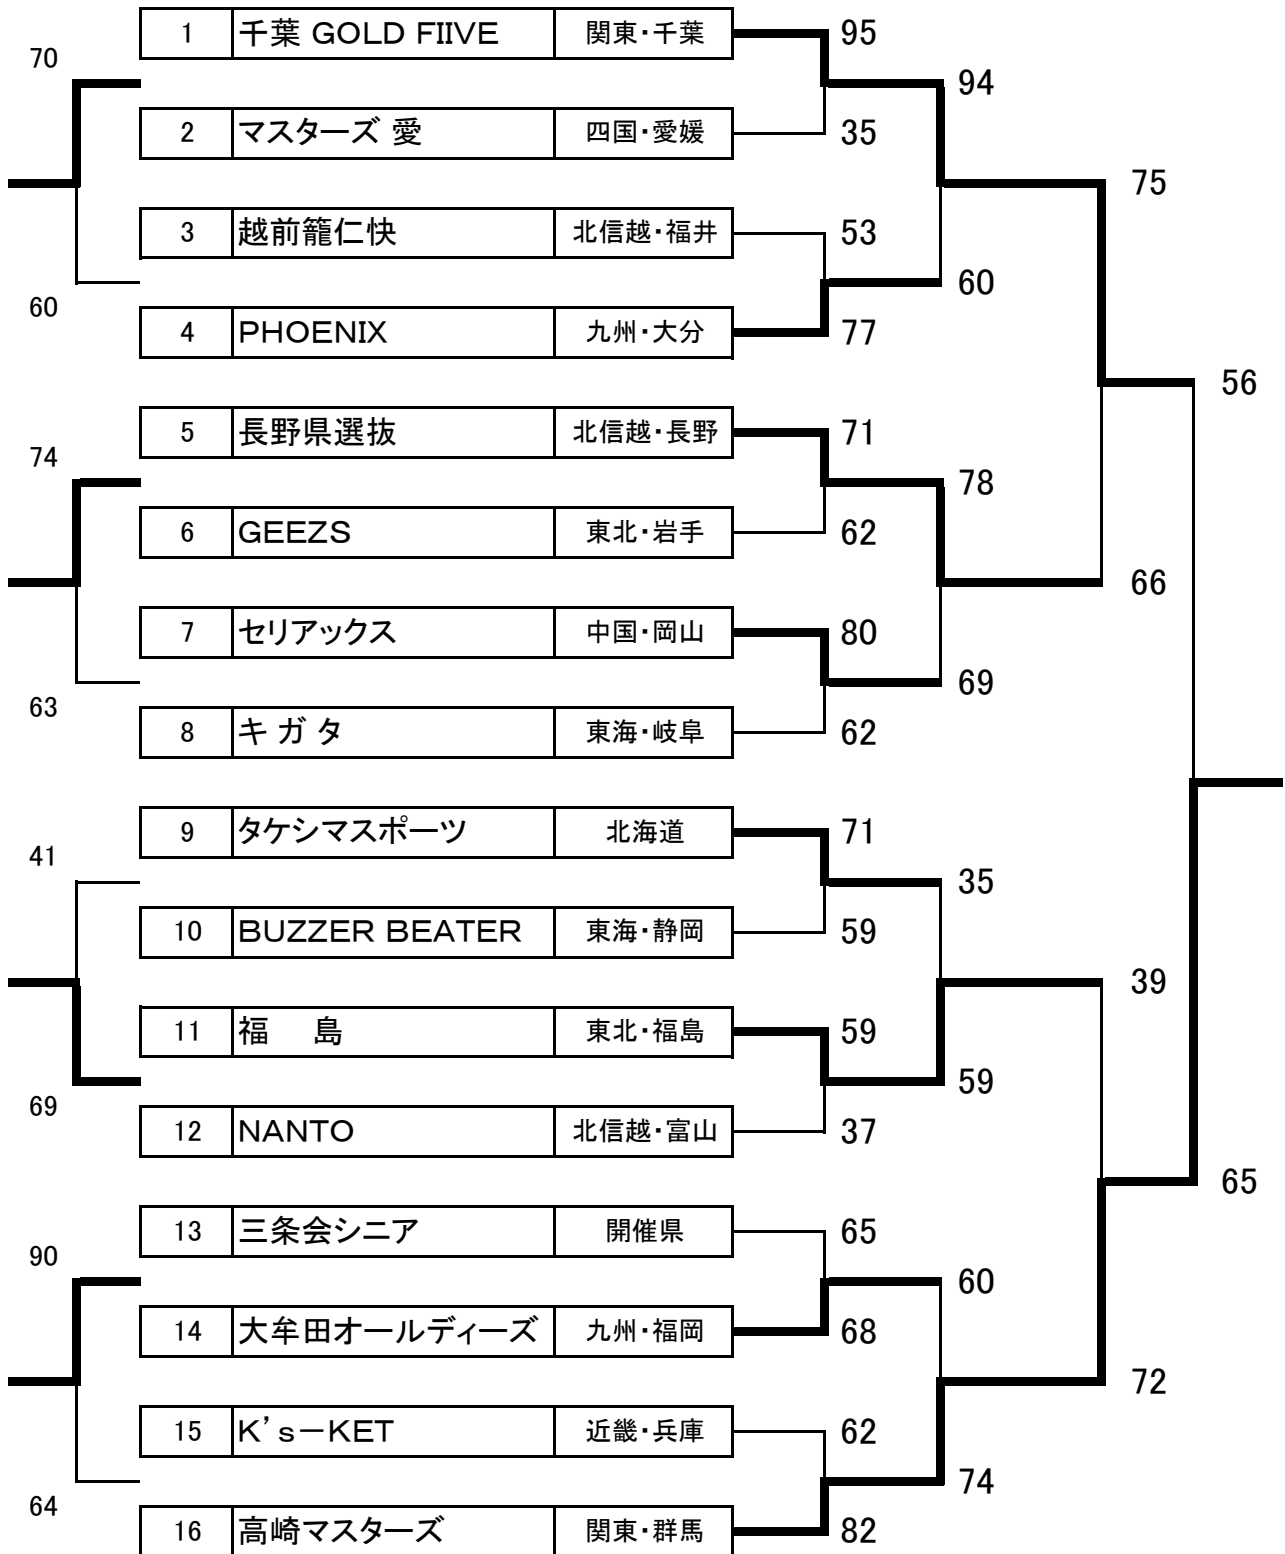 1 千葉 GOLD FIIVE 関東・千葉 95
70
94
2 マスターズ 愛 四国・愛媛 35
75
3 越前籠仁快 北信越・福井 53
60
60
4 PHOENIX 九州・大分 77
56
5 長野県選抜 北信越・長野 71
74
78
6 GEEZS 東北・岩手 62
66
7 セリアックス 中国・岡山 80
69
63
8 キ ガ タ 東海・岐阜 62
9 タケシマスポーツ 北海道 71
41
35
10 BUZZER BEATER 東海・静岡 59
39
11 福　島 東北・福島 59
59
69
12 NANTO 北信越・富山 37
65
13 三条会シニア 開催県 65
90
60
14 大牟田オールディーズ 九州・福岡 68
72
15 K’s－KET 近畿・兵庫 62
74
64
16 高崎マスターズ 関東・群馬 82